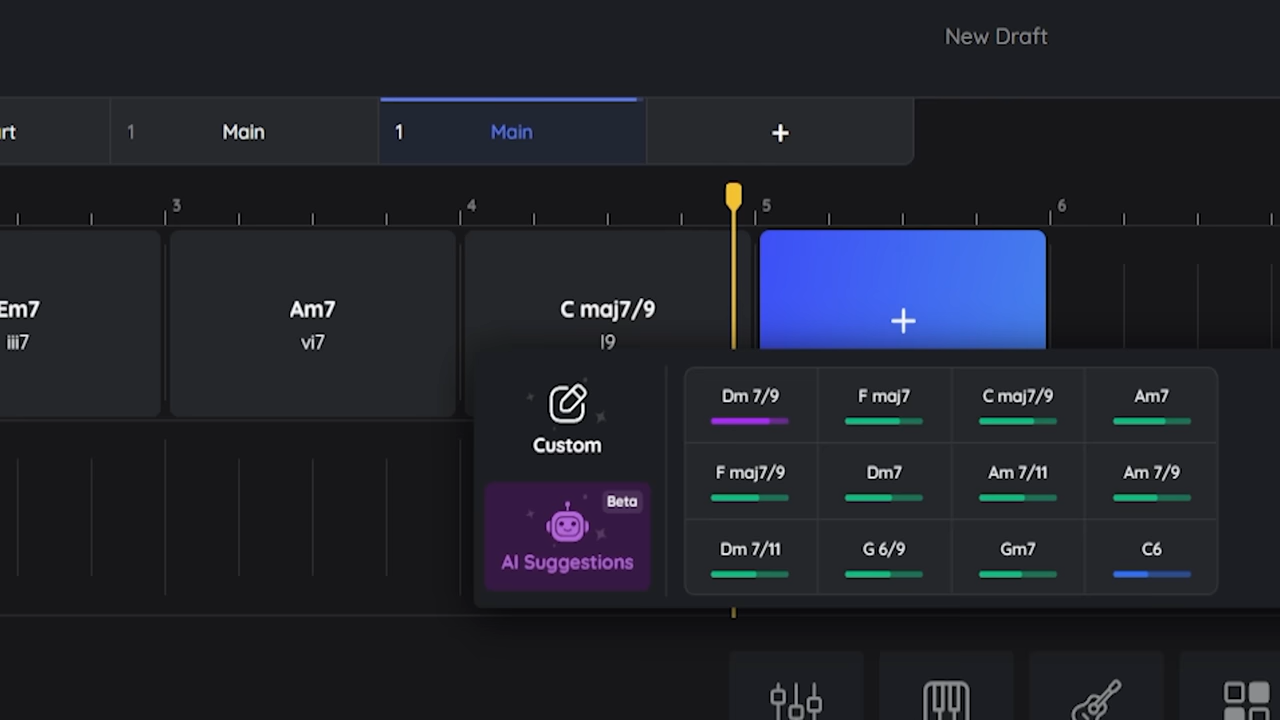 New Draft
rt
1 Main
1 Main
+
3
4
5
6
Em7
iii7
Am7
vi7
C maj7/9
I9
+
Custom
Beta
AI Suggestions
Dm 7/9 F maj7 C maj7/9 Am7
F maj7/9 Dm7 Am 7/11 Am 7/9
Dm 7/11 G 6/9 Gm7 C6